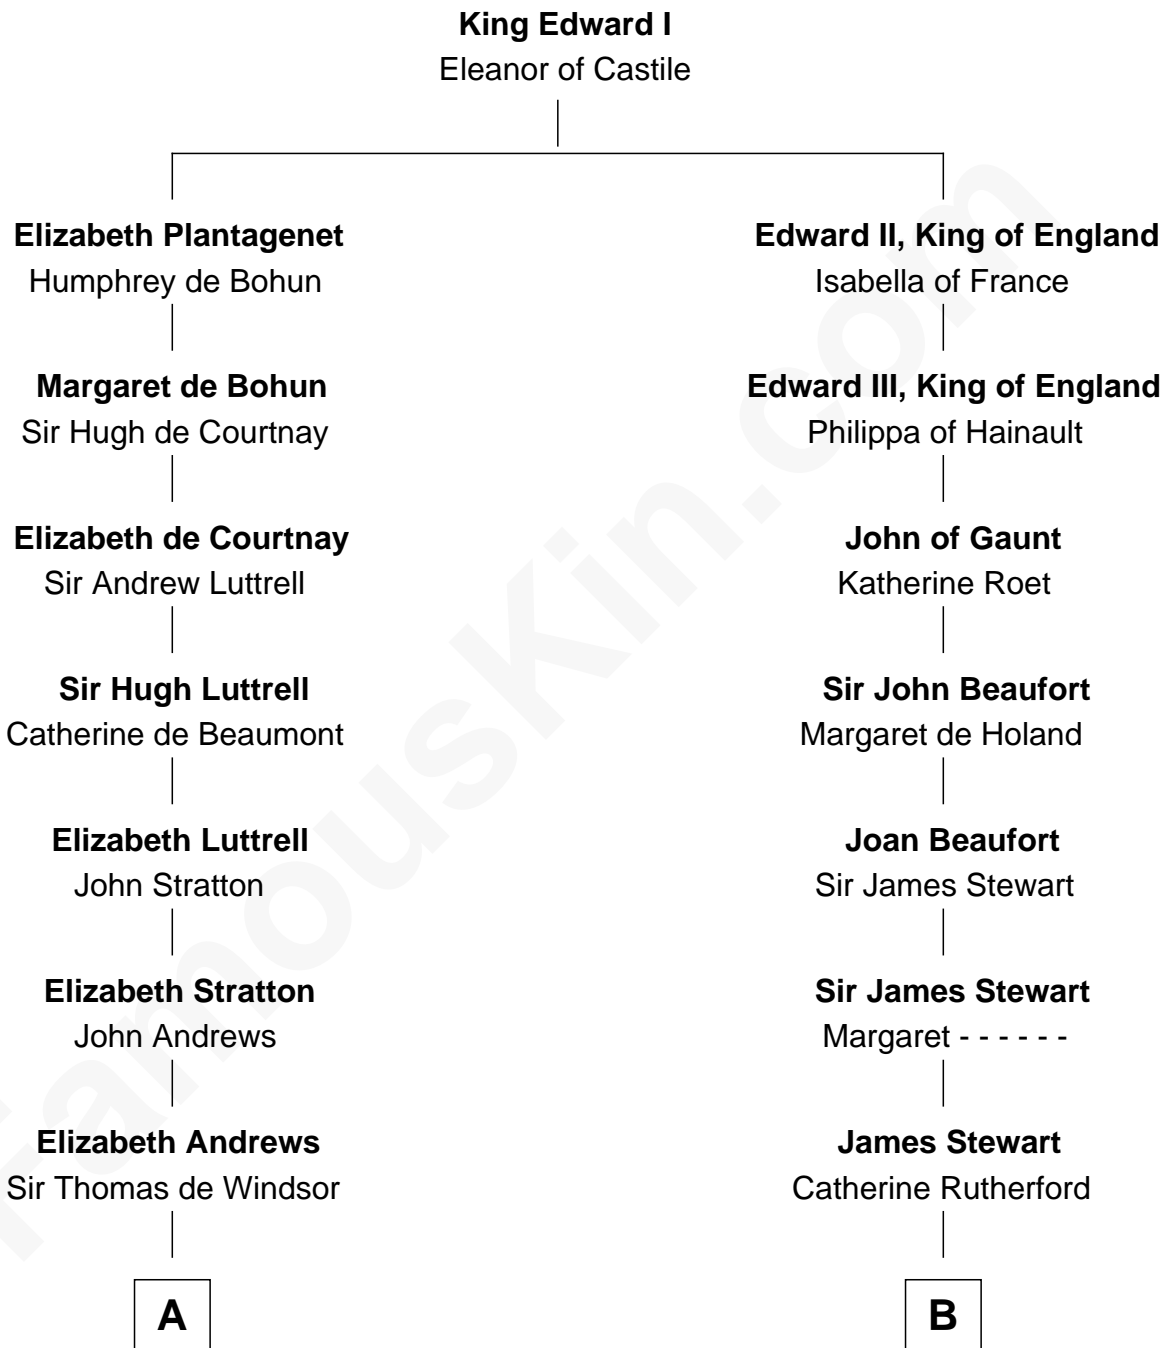 King Edward I
Eleanor of Castile
Elizabeth Plantagenet
Humphrey de Bohun
Edward II, King of England
Isabella of France
Margaret de Bohun
Sir Hugh de Courtnay
Edward III, King of England
Philippa of Hainault
Elizabeth de Courtnay
Sir Andrew Luttrell
John of Gaunt
Katherine Roet
Sir Hugh Luttrell
Catherine de Beaumont
Sir John Beaufort
Margaret de Holand
Elizabeth Luttrell
John Stratton
Joan Beaufort
Sir James Stewart
Elizabeth Stratton
John Andrews
Sir James Stewart
Margaret - - - - - -
Elizabeth Andrews
Sir Thomas de Windsor
James Stewart
Catherine Rutherford
A
B
FamousKin.com